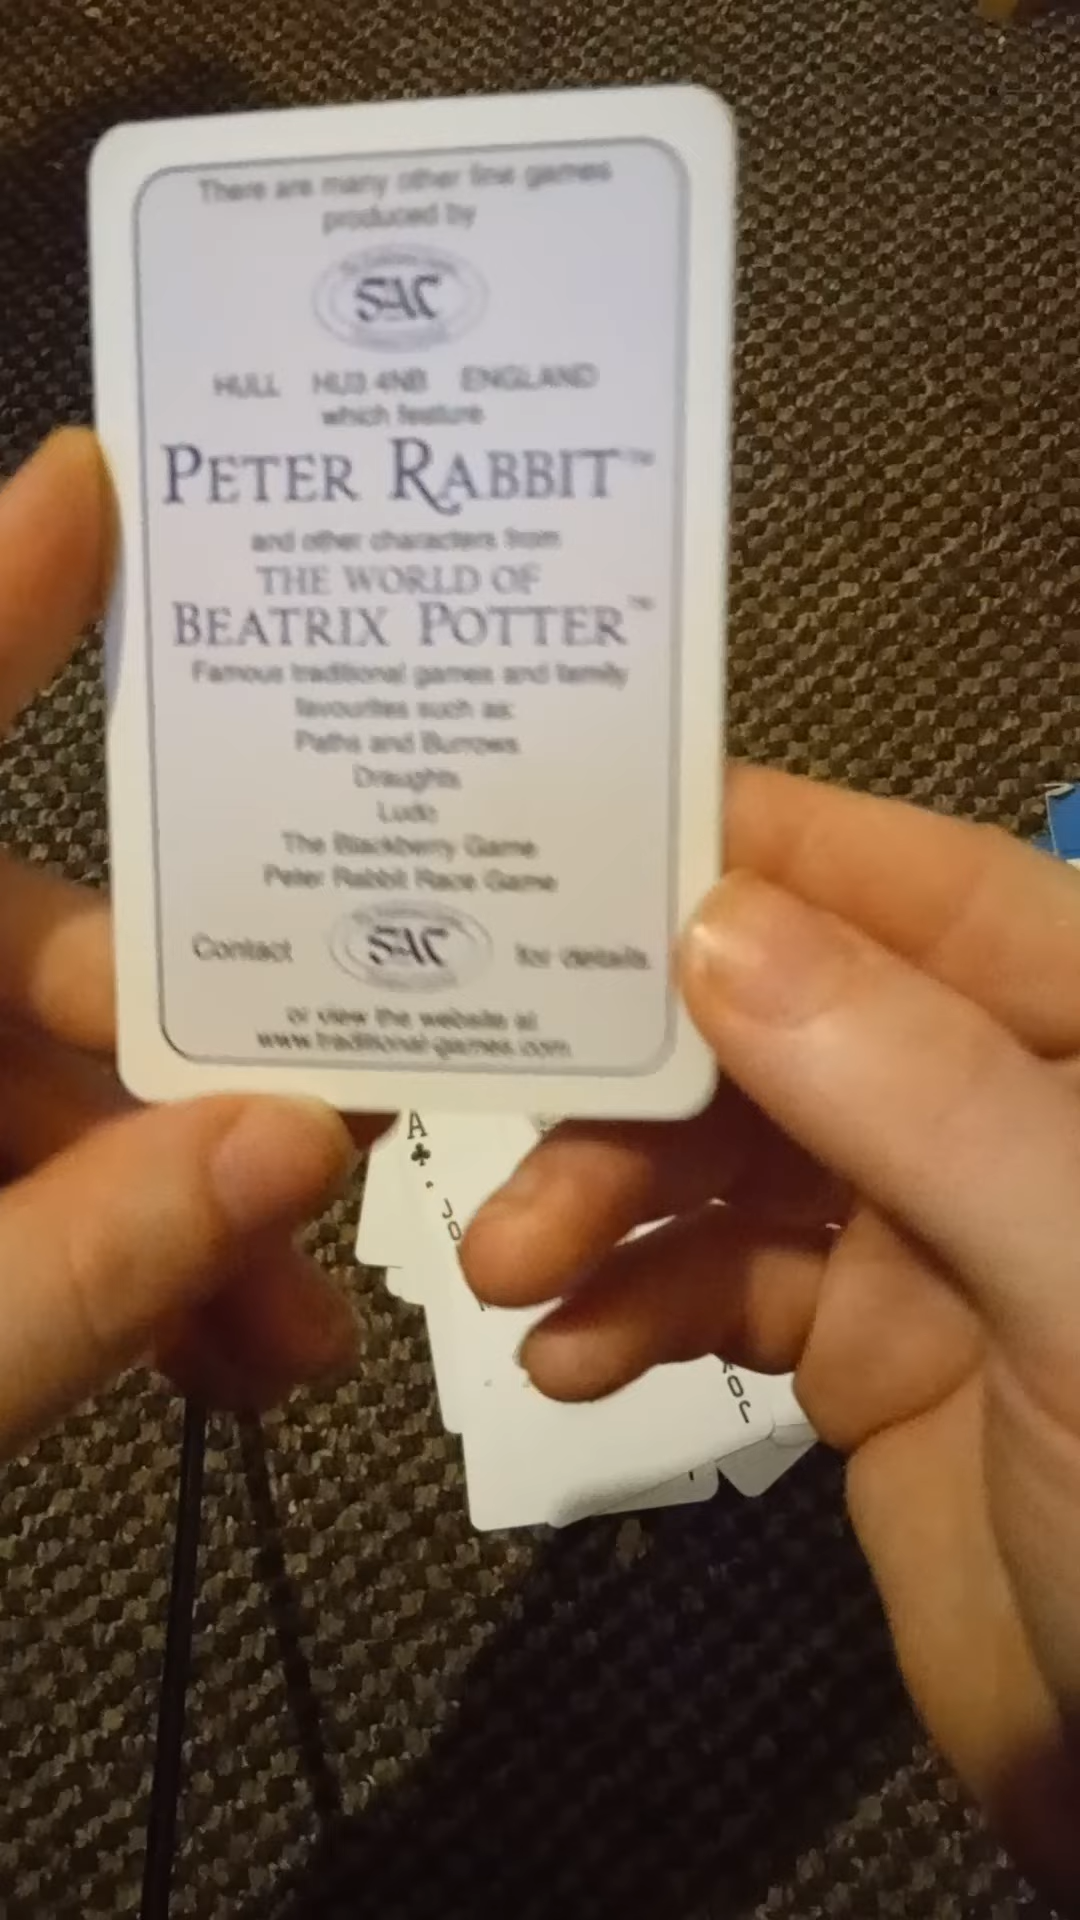 There are many other fine games
produced by
SAC
HULL HU3 4NB ENGLAND
which feature
PETER RABBIT™
and other characters from
THE WORLD OF
BEATRIX POTTER™
Famous traditional games and family
favourites such as:
Paths and Burrows
Draughts
Ludo
The Blackberry Game
Peter Rabbit Race Game
Contact SAC for details
or view the website at
www.traditional-games.com
A
JO
JO